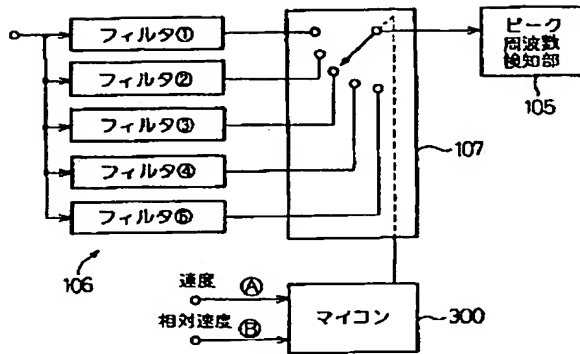 フィルタ①
フィルタ②
フィルタ③
フィルタ④
フィルタ⑤
106
107
ピーク
周波数
検知部
105
速度
Ⓐ
相対速度
Ⓑ
マイコン
300